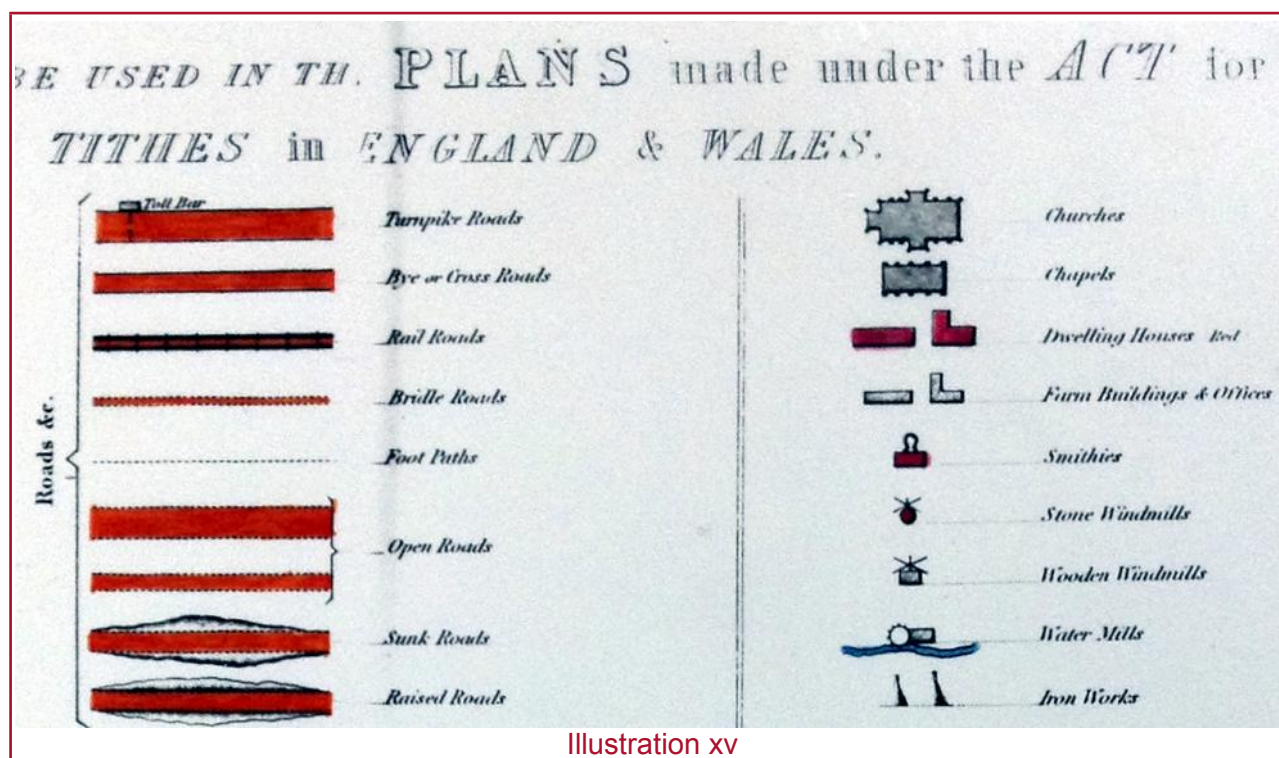 BE USED IN TH. PLANS made under the ACT for
TITHES in ENGLAND & WALES.
Roads &c.
Toll Bar
Turnpike Roads
Bye or Cross Roads
Rail Roads
Bridle Roads
Foot Paths
Open Roads
Sunk Roads
Raised Roads
Churches
Chapels
Dwelling Houses Red
Farm Buildings & Offices
Smithies
Stone Windmills
Wooden Windmills
Water Mills
Iron Works
Illustration xv